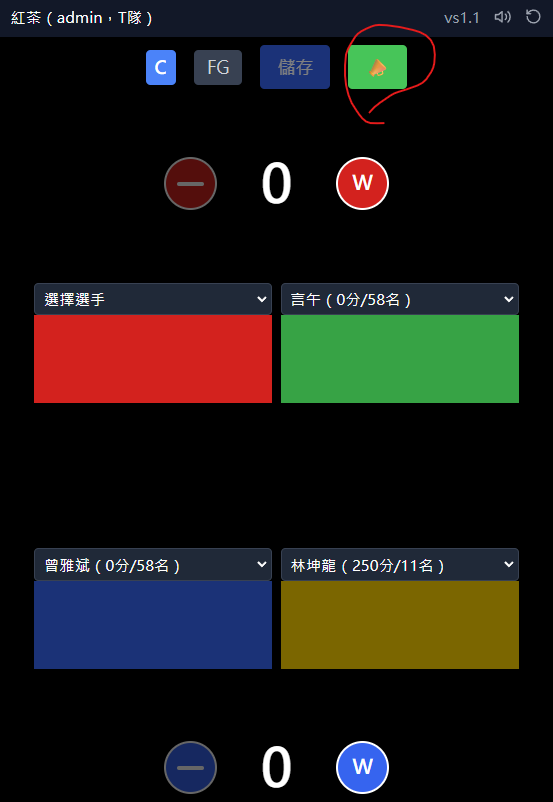 紅茶（admin，T隊）
vs1.1
C
FG
儲存
0
W
選擇選手
言午（0分/58名）
曾雅斌（0分/58名）
林坤龍（250分/11名）
0
W